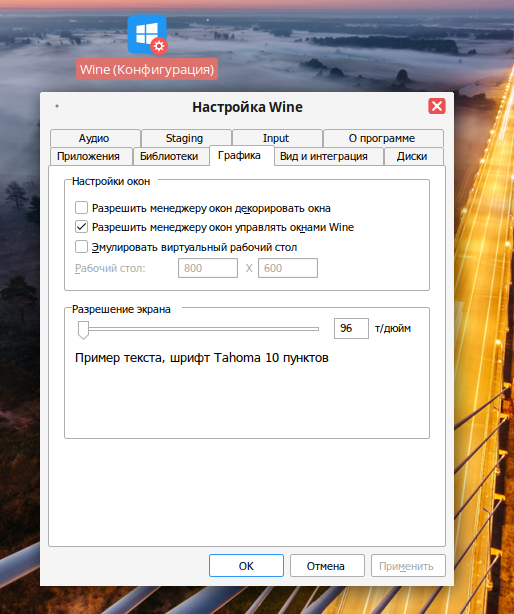 Wine (Конфигурация)
Настройка Wine
Аудио Staging Input О программе
Приложения Библиотеки Графика Вид и интеграция Диски
Настройки окон
Разрешить менеджеру окон декорировать окна
Разрешить менеджеру окон управлять окнами Wine
Эмулировать виртуальный рабочий стол
Рабочий стол: 800 X 600
Разрешение экрана
96 т/дюйм
Пример текста, шрифт Tahoma 10 пунктов
ОК Отмена Применить